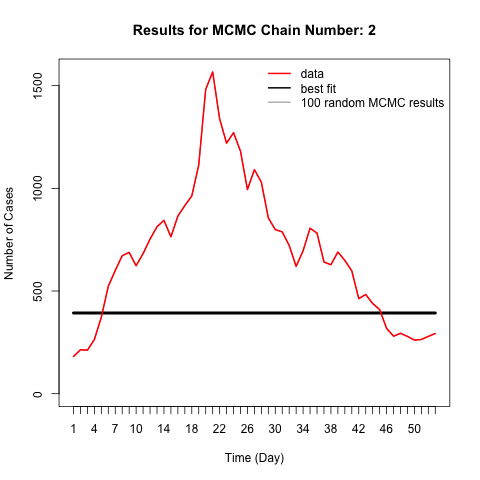 Results for MCMC Chain Number: 2
data
best fit
100 random MCMC results
Number of Cases
1500
1000
500
0
1 4 7 10 14 18 22 26 30 34 38 42 46 50
Time (Day)